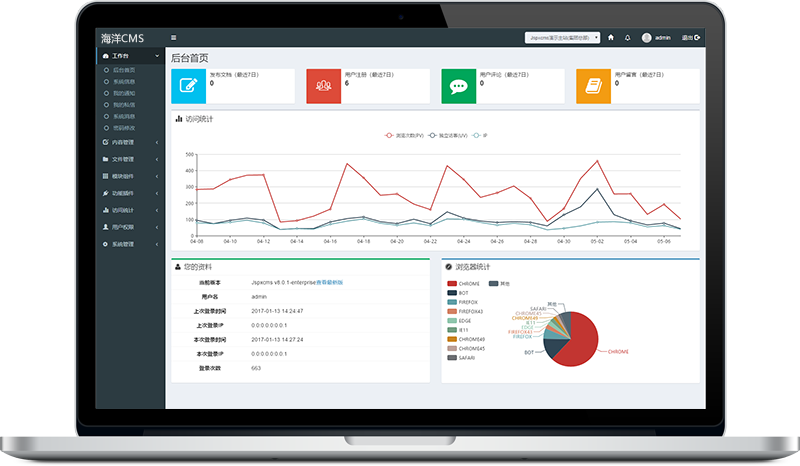 海洋CMS
Jspxcms演示主站(集团总部)
admin
退出
工作台
后台首页
系统消息
我的通知
我的私信
系统消息
密码修改
内容管理
文件管理
模块组件
功能插件
访问统计
用户权限
系统管理
后台首页
发布文档（最近7日）
0
用户注册（最近7日）
6
用户评论（最近7日）
0
用户留言（最近7日）
0
访问统计
浏览次数(PV) 独立访客(UV) IP
500
400
300
200
100
0
04-08 04-10 04-12 04-14 04-16 04-18 04-20 04-22 04-24 04-26 04-28 04-30 05-02 05-04 05-06
您的资料
当前版本 Jspxcms v8.0.1-enterprise查看最新版
用户名 admin
上次登录时间 2017-01-13 14:24:47
上次登录IP 0:0:0:0:0:0:0:1
本次登录时间 2017-01-13 14:27:24
本次登录IP 0:0:0:0:0:0:0:1
登录次数 663
浏览器统计
CHROME 其他
BOT
FIREFOX
FIREFOX43
EDGE
IE11
CHROME49
CHROME45
SAFARI
其他
SAFARI
CHROME45
CHROME49
IE11
EDGE
FIREFOX43
FIREFOX
BOT
CHROME